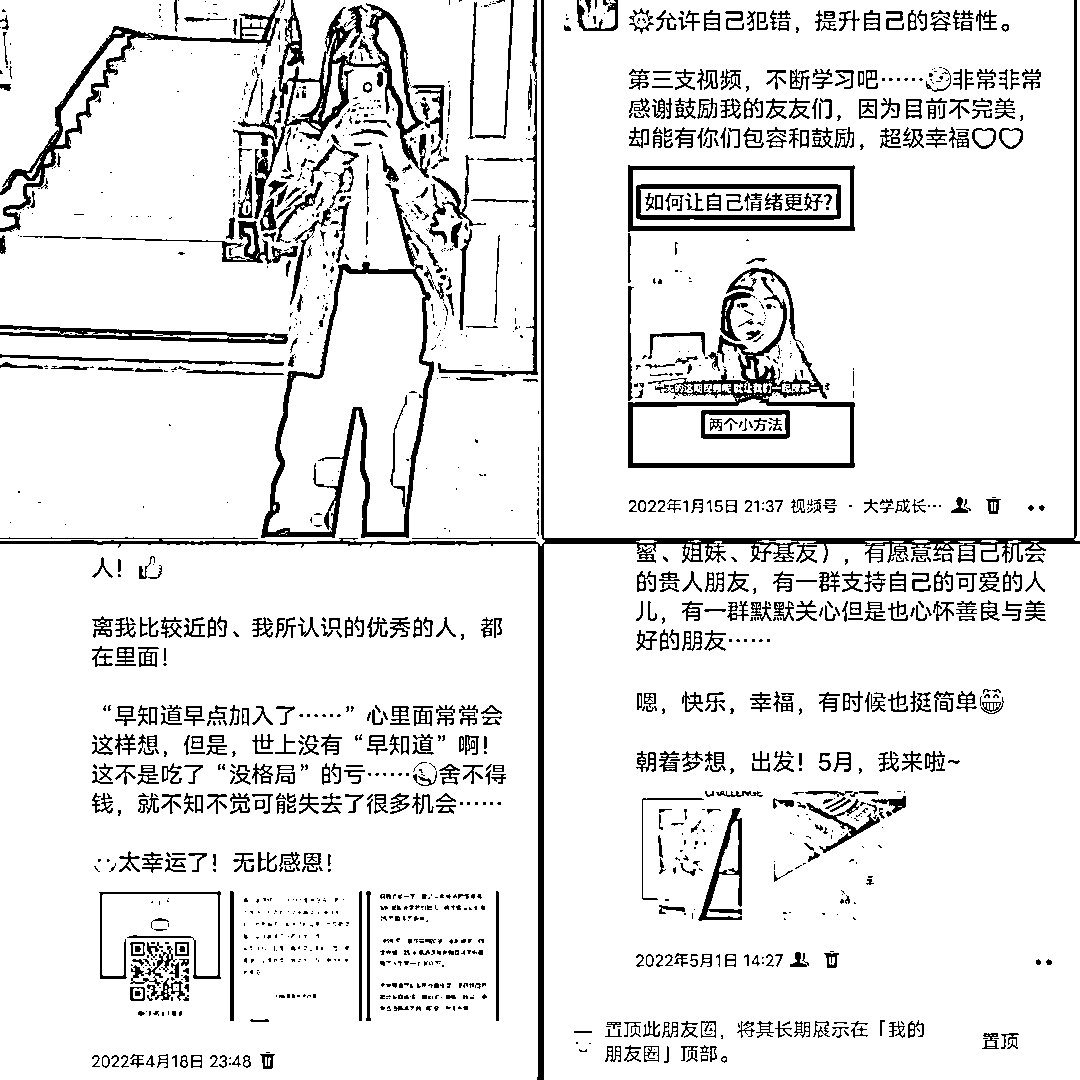 允许自己犯错，提升自己的容错性。
第三支视频，不断学习吧……非常非常
感谢鼓励我的友友们，因为目前不完美，
却能有你们包容和鼓励，超级幸福
如何让自己情绪更好?
两个小方法
2022年1月15日 21:37 视频号 · 大学成长…
人！
离我比较近的、我所认识的优秀的人，都
在里面！
“早知道早点加入了……”心里面常常会
这样想，但是，世上没有“早知道”啊！
这不是吃了“没格局”的亏……舍不得
钱，就不知不觉可能失去了很多机会……
太幸运了！无比感恩！
2022年4月18日 23:48
蜜、姐妹、好基友），有愿意给自己机会
的贵人朋友，有一群支持自己的可爱的人
儿，有一群默默关心但是也心怀善良与美
好的朋友……
嗯，快乐，幸福，有时候也挺简单
朝着梦想，出发！5月，我来啦~
CHALLENGE
2022年5月1日 14:27
置顶此朋友圈，将其长期展示在「我的
朋友圈」顶部。
置顶